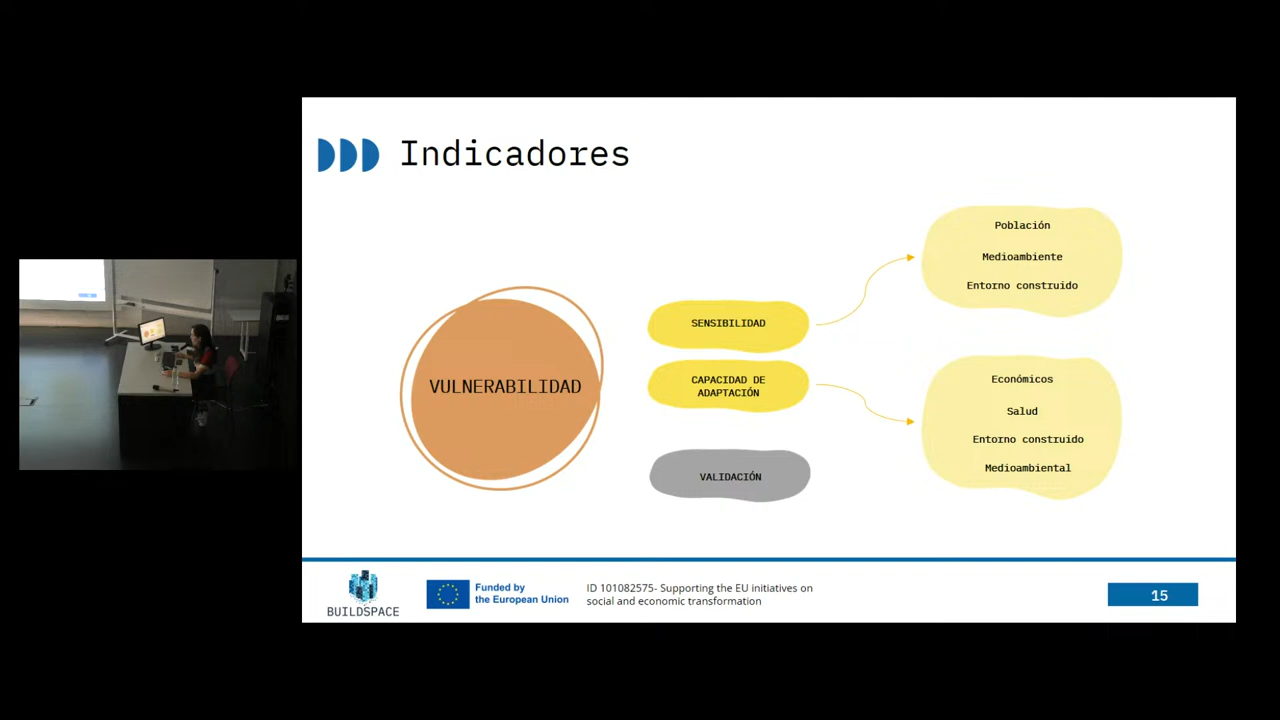 Indicadores
VULNERABILIDAD
SENSIBILIDAD
CAPACIDAD DE
ADAPTACIÓN
VALIDACIÓN
Población
Medioambiente
Entorno construido
Económicos
Salud
Entorno construido
Medioambiental
BUILDSPACE
Funded by
the European Union
ID 101082575- Supporting the EU initiatives on
social and economic transformation
15